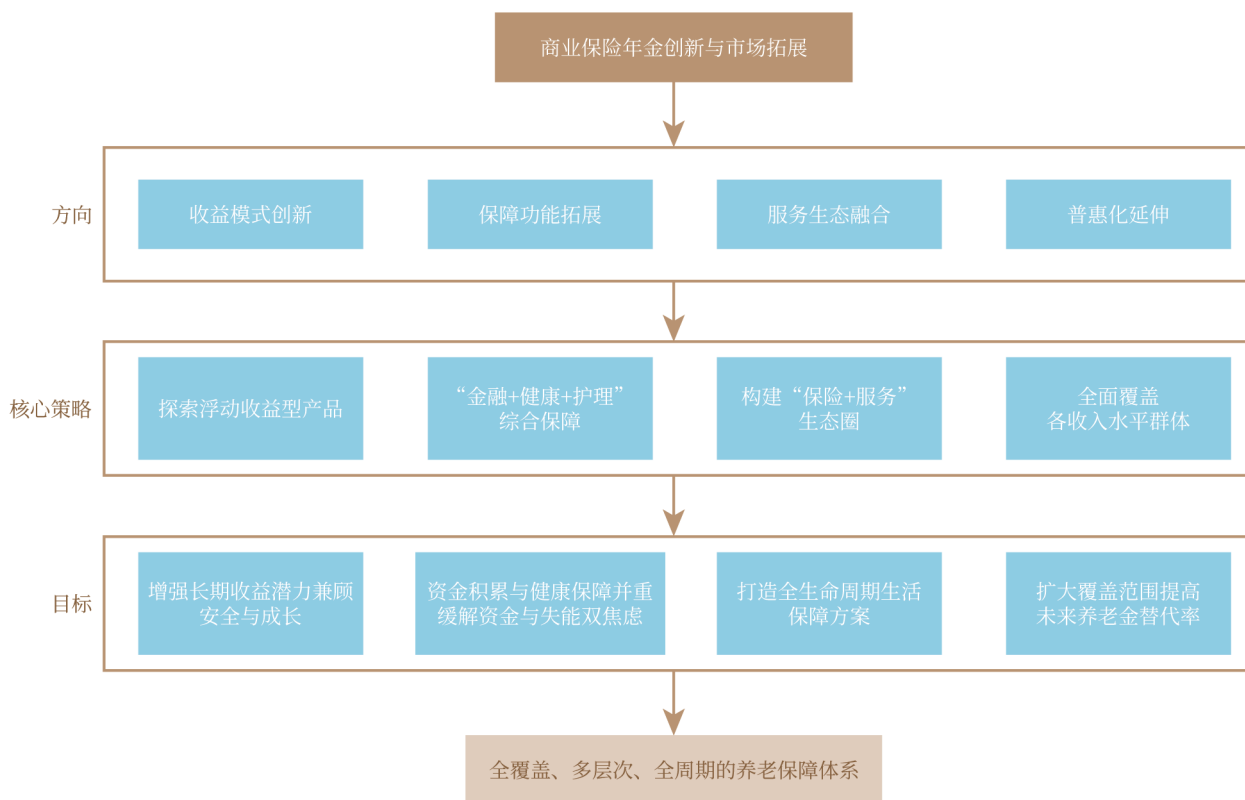 商业保险年金创新与市场拓展
方向
收益模式创新
保障功能拓展
服务生态融合
普惠化延伸
核心策略
探索浮动收益型产品
“金融+健康+护理”
综合保障
构建“保险+服务”
生态圈
全面覆盖
各收入水平群体
目标
增强长期收益潜力兼顾
安全与成长
资金积累与健康保障并重
缓解资金与失能双焦虑
打造全生命周期生活
保障方案
扩大覆盖范围提高
未来养老金替代率
全覆盖、多层次、全周期的养老保障体系